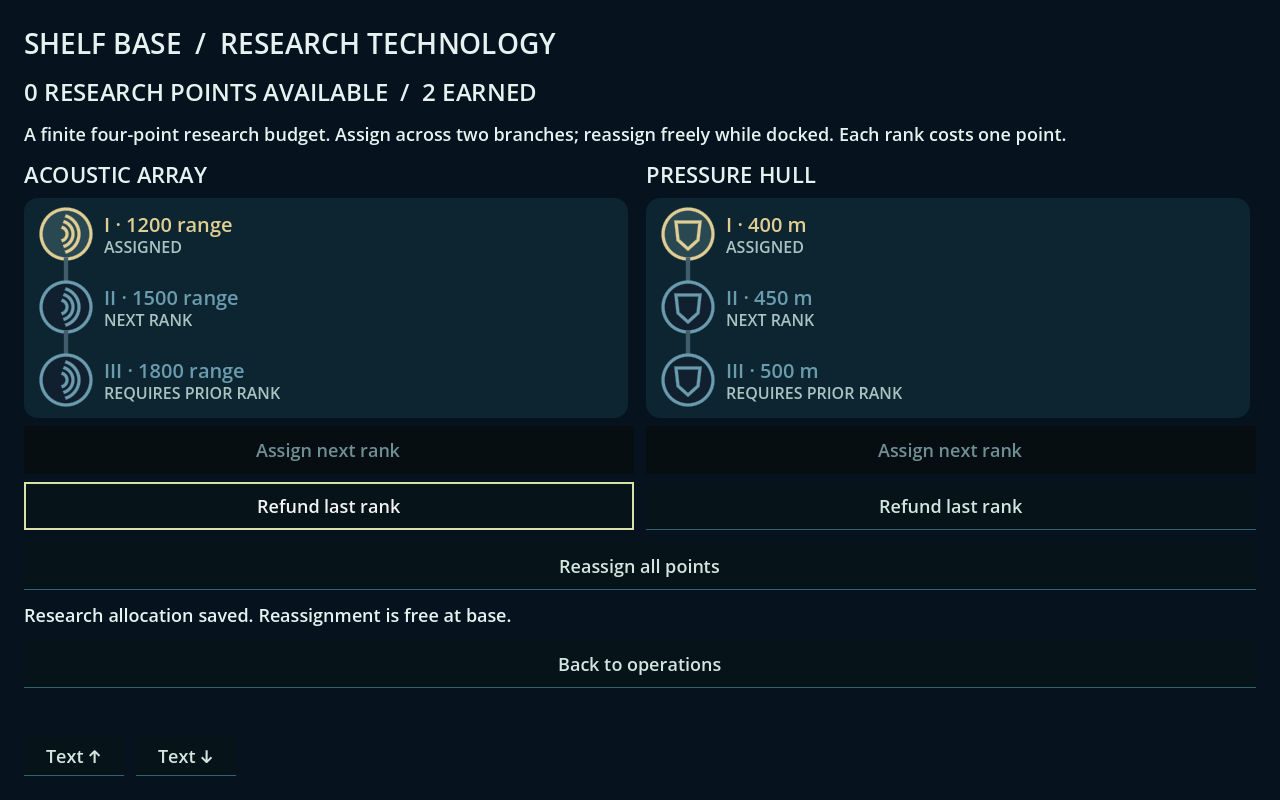 SHELF BASE / RESEARCH TECHNOLOGY
0 RESEARCH POINTS AVAILABLE / 2 EARNED
A finite four-point research budget. Assign across two branches; reassign freely while docked. Each rank costs one point.
ACOUSTIC ARRAY
I · 1200 range
ASSIGNED
II · 1500 range
NEXT RANK
III · 1800 range
REQUIRES PRIOR RANK
Assign next rank
Refund last rank
PRESSURE HULL
I · 400 m
ASSIGNED
II · 450 m
NEXT RANK
III · 500 m
REQUIRES PRIOR RANK
Assign next rank
Refund last rank
Reassign all points
Research allocation saved. Reassignment is free at base.
Back to operations
Text ↑
Text ↓